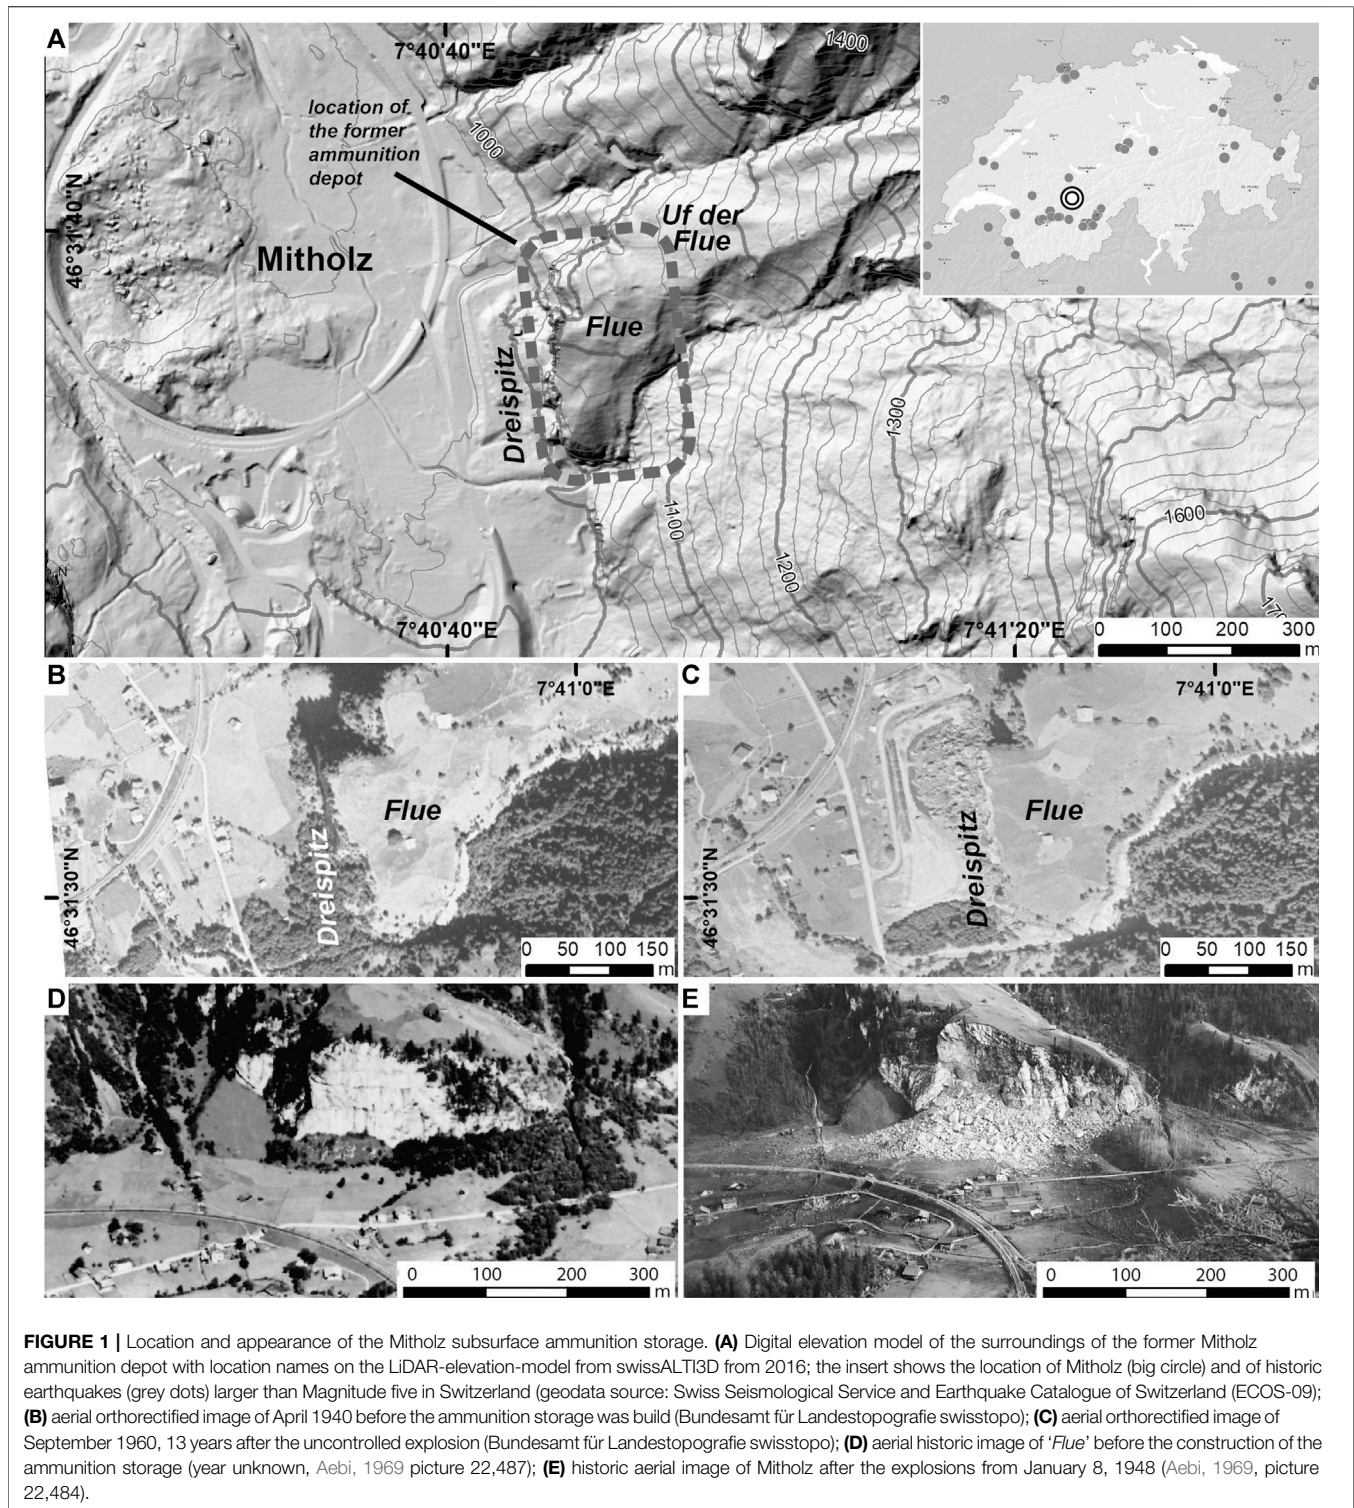 A
7°40'40"E
1400
location of
the former
ammunition
depot
1000
46°31'40"N
Mitholz
Uf der
Flue
Flue
Dreispitz
1300
1100
1200
1600
7°40'40"E
7°41'20"E
0 100 200 300
m
B
7°41'0"E
Flue
Dreispitz
46°31'30"N
0 50 100 150
m
C
7°41'0"E
Flue
Dreispitz
46°31'30"N
0 50 100 150
m
D
0 100 200 300
m
E
0 100 200 300
m
FIGURE 1 | Location and appearance of the Mitholz subsurface ammunition storage. (A) Digital elevation model of the surroundings of the former Mitholz
ammunition depot with location names on the LiDAR-elevation-model from swissALTI3D from 2016; the insert shows the location of Mitholz (big circle) and of historic
earthquakes (grey dots) larger than Magnitude five in Switzerland (geodata source: Swiss Seismological Service and Earthquake Catalogue of Switzerland (ECOS-09);
(B) aerial orthorectified image of April 1940 before the ammunition storage was build (Bundesamt für Landestopografie swisstopo); (C) aerial orthorectified image of
September 1960, 13 years after the uncontrolled explosion (Bundesamt für Landestopografie swisstopo); (D) aerial historic image of ‘Flue’ before the construction of the
ammunition storage (year unknown, Aebi, 1969 picture 22,487); (E) historic aerial image of Mitholz after the explosions from January 8, 1948 (Aebi, 1969, picture
22,484).